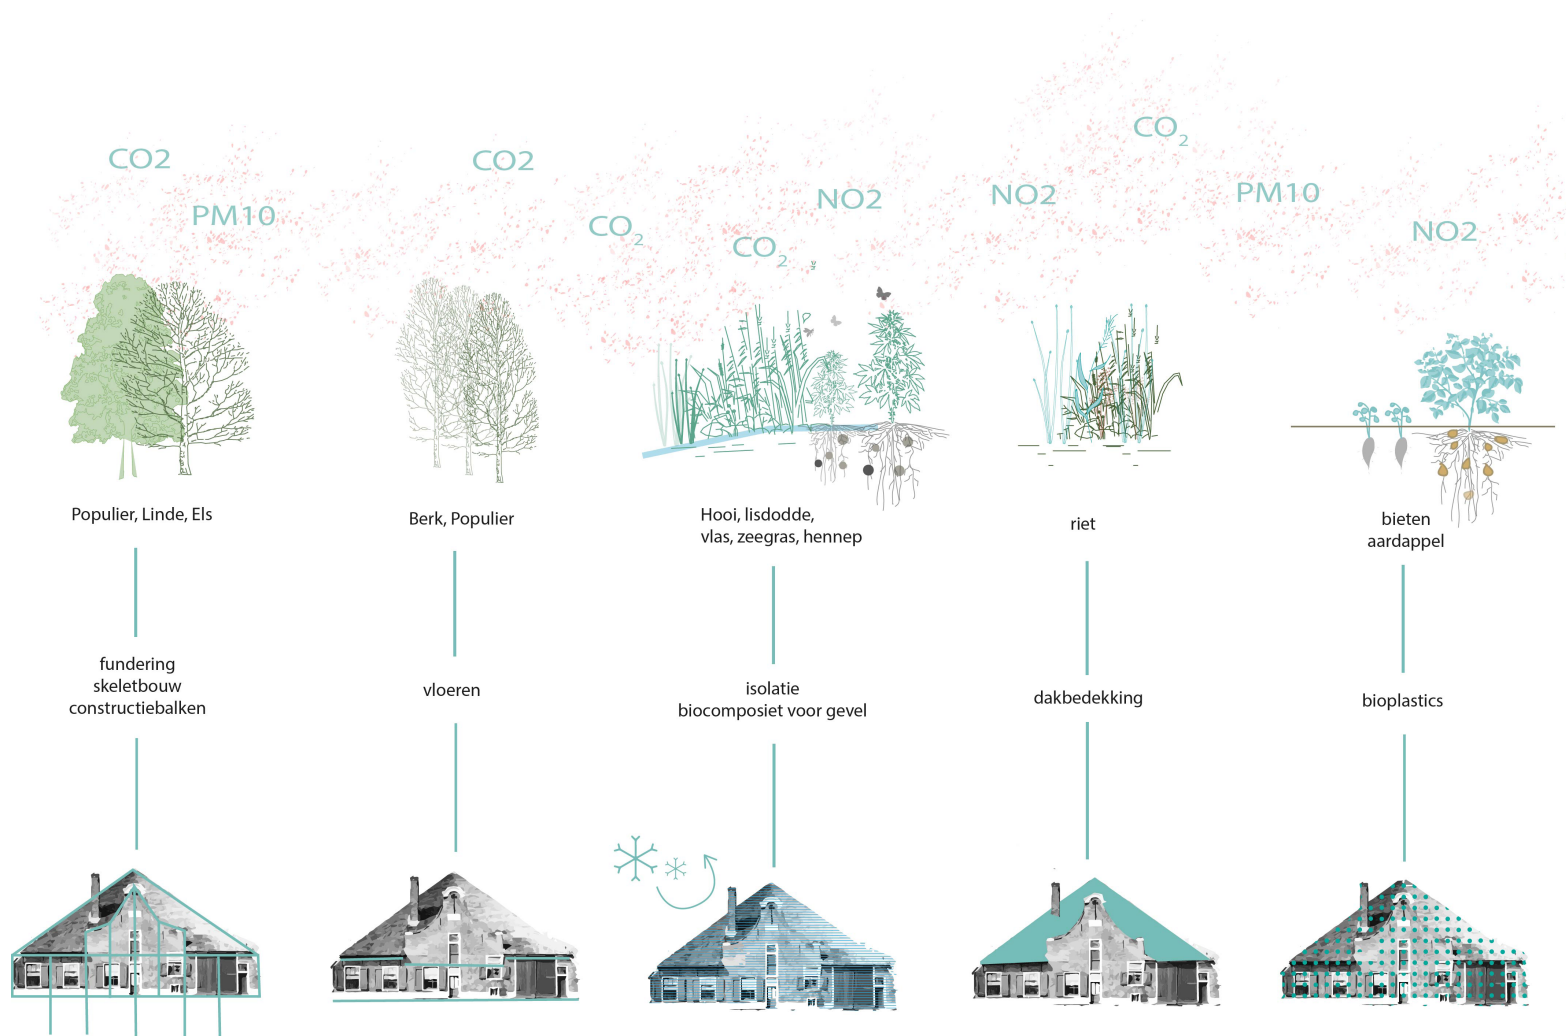 CO2
PM10
CO2
CO₂
CO₂
NO2
NO2
CO₂
PM10
NO2
Populier, Linde, Els
fundering
skeletbouw
constructiebalken
Berk, Populier
vloeren
Hooi, lisdodde,
vlas, zeegras, hennep
isolatie
biocomposiet voor gevel
riet
dakbedekking
bieten
aardappel
bioplastics